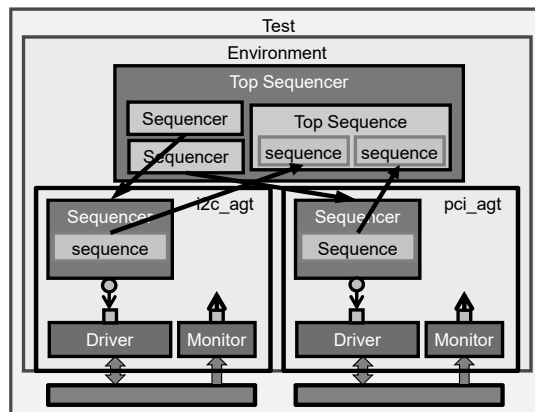 Test
Environment
Top Sequencer
Sequencer
Top Sequence
Sequencer
sequence
sequence
i2c_agt
pci_agt
Sequencer
Sequencer
sequence
Sequence
Driver
Monitor
Driver
Monitor